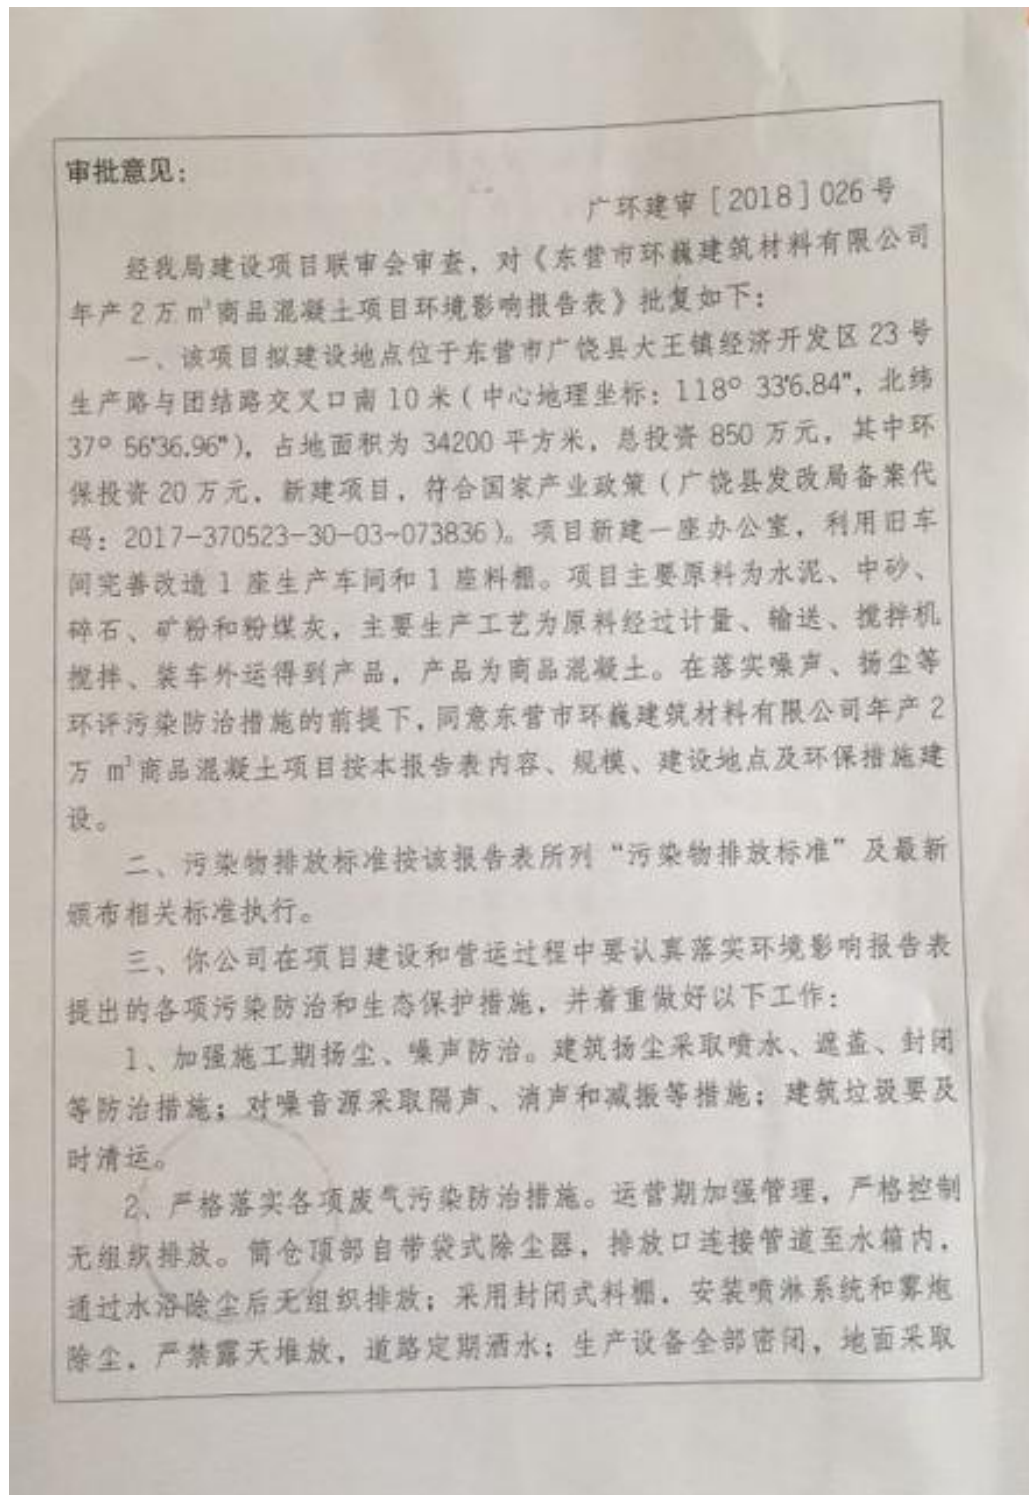 审批意见：
广环建审［2018］026号
经我局建设项目联审会审查，对《东营市环巍建筑材料有限公司
年产2万m³商品混凝土项目环境影响报告表》批复如下：
一、该项目拟建设地点位于东营市广饶县大王镇经济开发区23号
生产路与团结路交叉口南10米（中心地理坐标：118° 33'6.84"，北纬
37° 56'36.96"），占地面积为34200平方米，总投资850万元，其中环
保投资20万元，新建项目，符合国家产业政策（广饶县发改局备案代
码：2017-370523-30-03-073836）。项目新建一座办公室，利用旧车
间完善改造1座生产车间和1座料棚。项目主要原料为水泥、中砂、
碎石、矿粉和粉煤灰，主要生产工艺为原料经过计量、输送、搅拌机
搅拌、装车外运得到产品，产品为商品混凝土。在落实噪声、扬尘等
环评污染防治措施的前提下，同意东营市环巍建筑材料有限公司年产2
万 m³商品混凝土项目按本报告表内容、规模、建设地点及环保措施建
设。
二、污染物排放标准按该报告表所列“污染物排放标准”及最新
颁布相关标准执行。
三、你公司在项目建设和营运过程中要认真落实环境影响报告表
提出的各项污染防治和生态保护措施，并着重做好以下工作：
1、加强施工期扬尘、噪声防治。建筑扬尘采取喷水、遮盖、封闭
等防治措施；对噪音源采取隔声、消声和减振等措施；建筑垃圾要及
时清运。
2、严格落实各项废气污染防治措施。运营期加强管理，严格控制
无组织排放。筒仓顶部自带袋式除尘器，排放口连接管道至水箱内，
通过水浴除尘后无组织排放；采用封闭式料棚，安装喷淋系统和雾炮
除尘，严禁露天堆放，道路定期洒水；生产设备全部密闭，地面采取